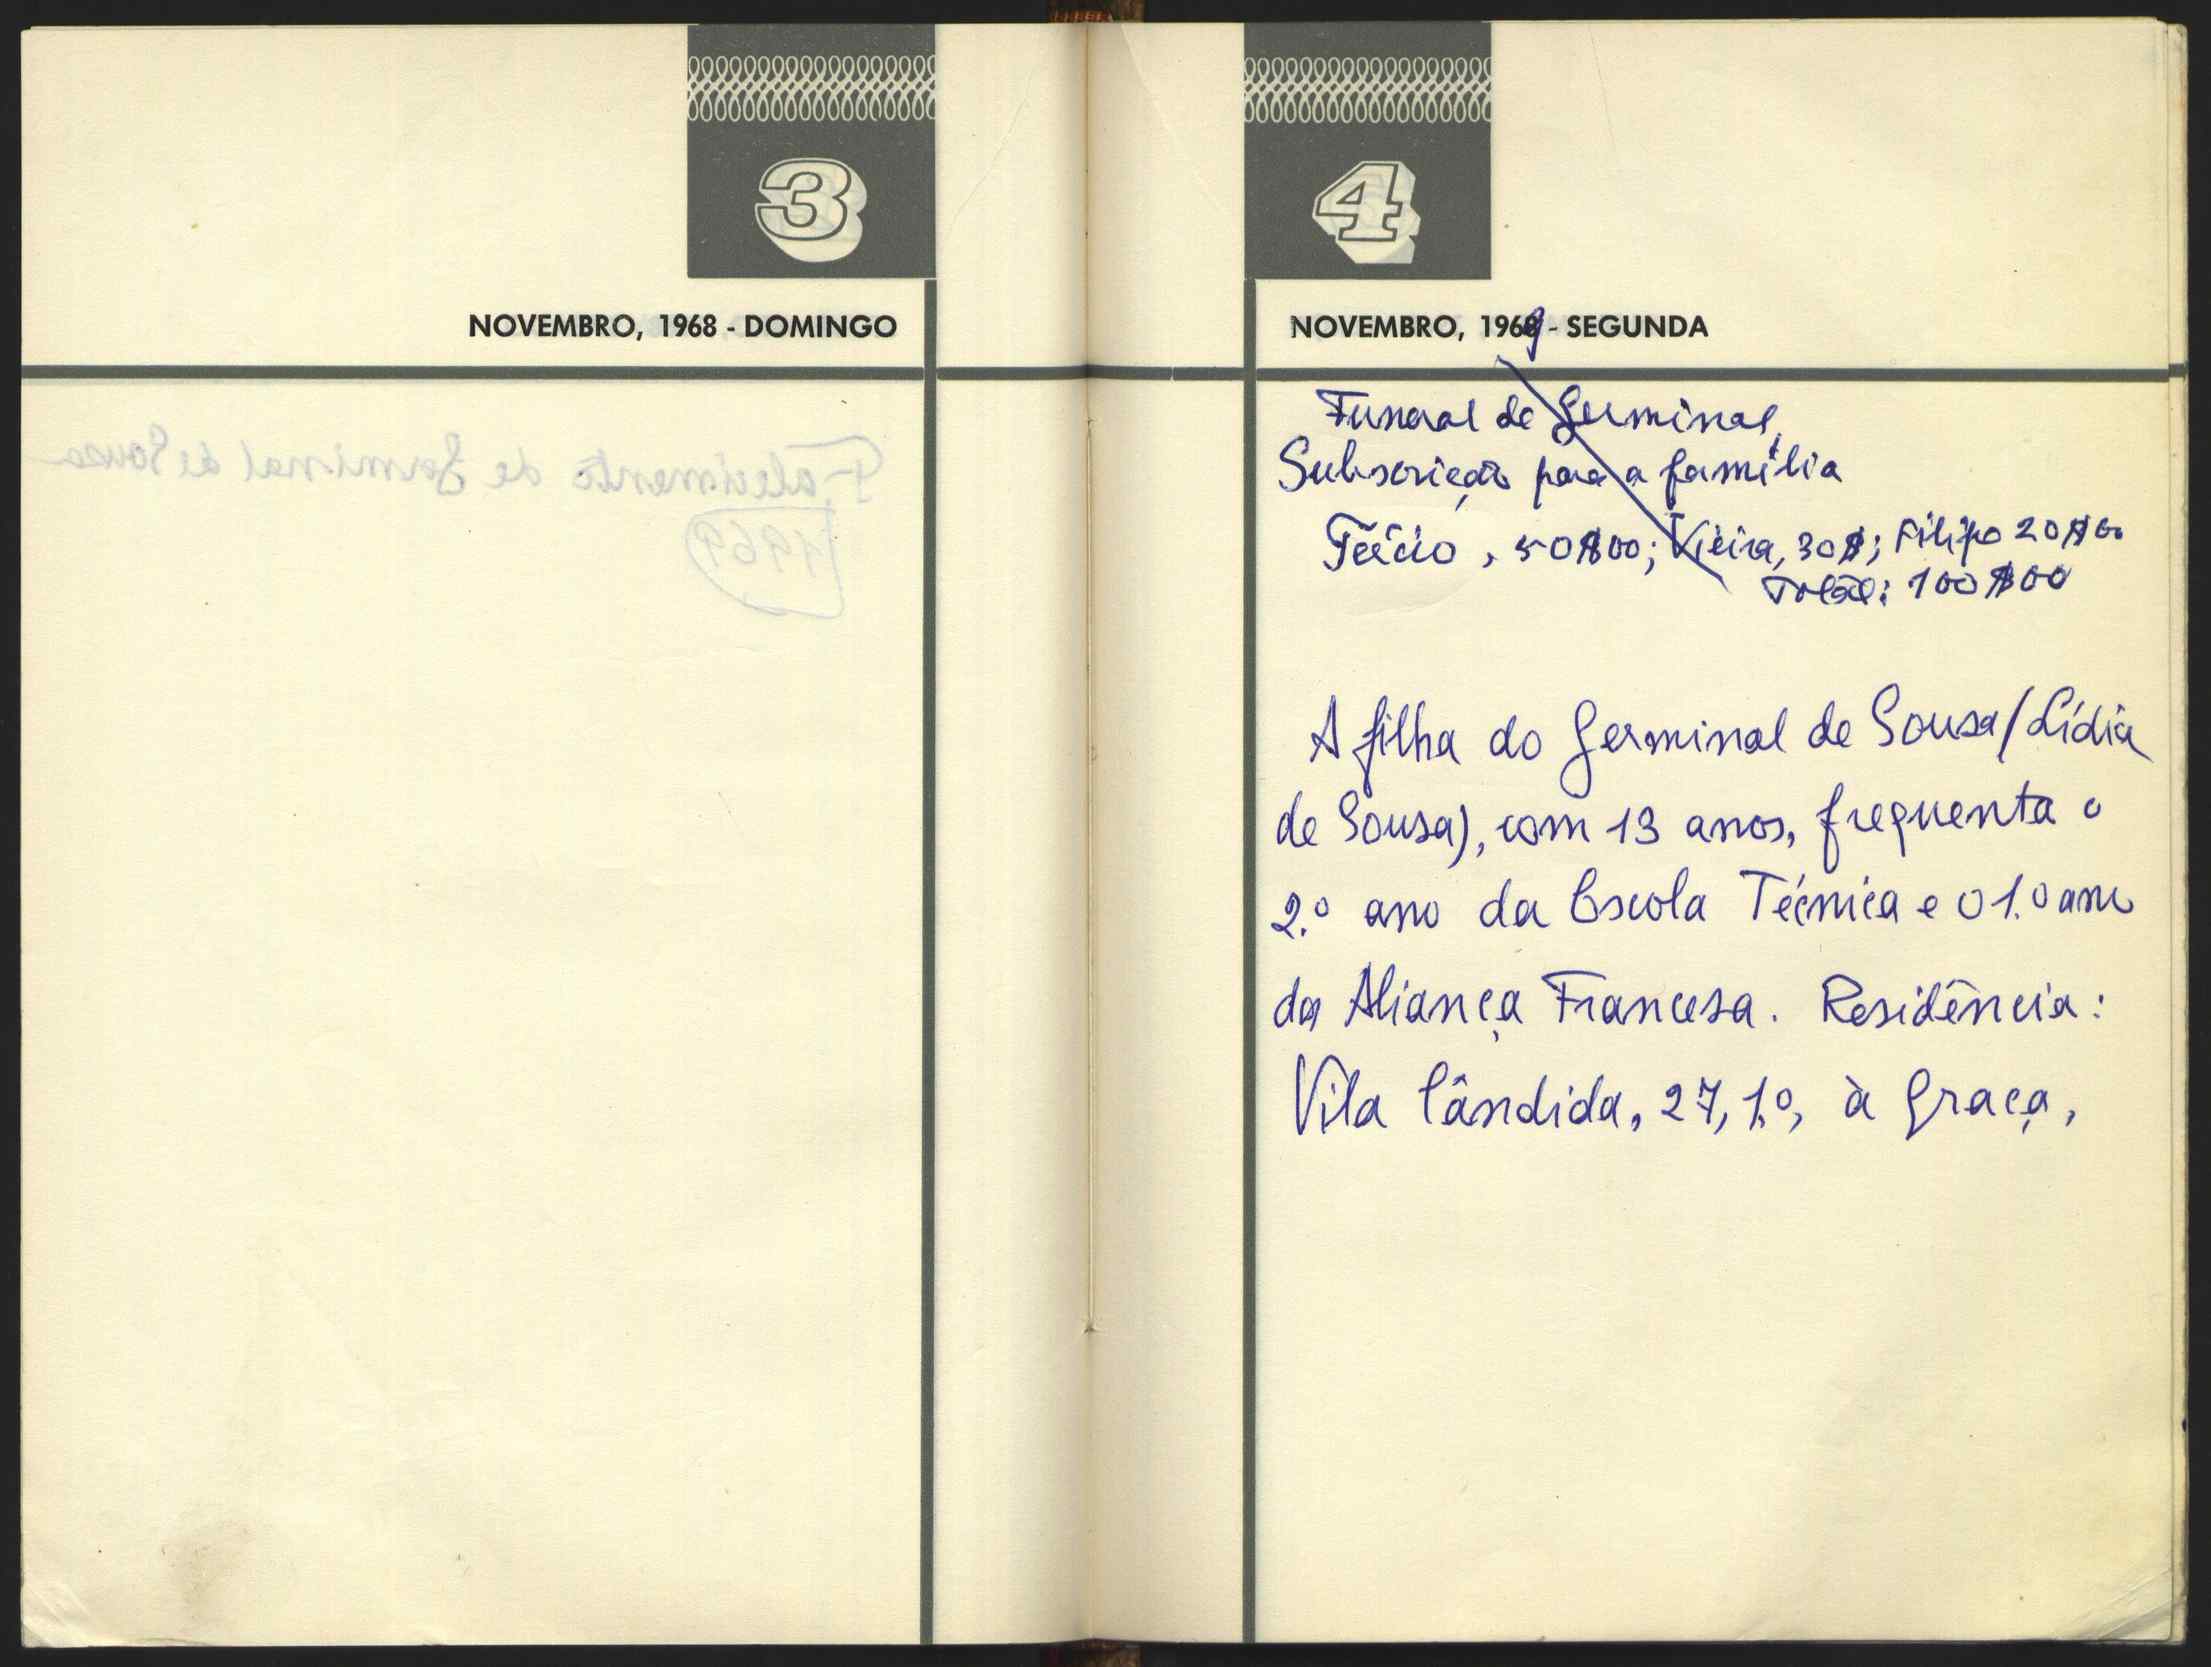 3
NOVEMBRO, 1968 - DOMINGO
Falecimento de Germinal de Sousa
1969
4
NOVEMBRO, 1969 - SEGUNDA
Funeral de Germinal,
Subscrição para a família
50$00; Vieira, 30$; Filipe 20$00
Total: 100$00
A filha do Germinal de Sousa (Lídia
de Sousa), com 13 anos, frequenta o
2.º ano da Escola Técnica e o 1.º ano
da Aliança Francesa. Residência:
Vila Cândida, 27, 1.º, à Graça,